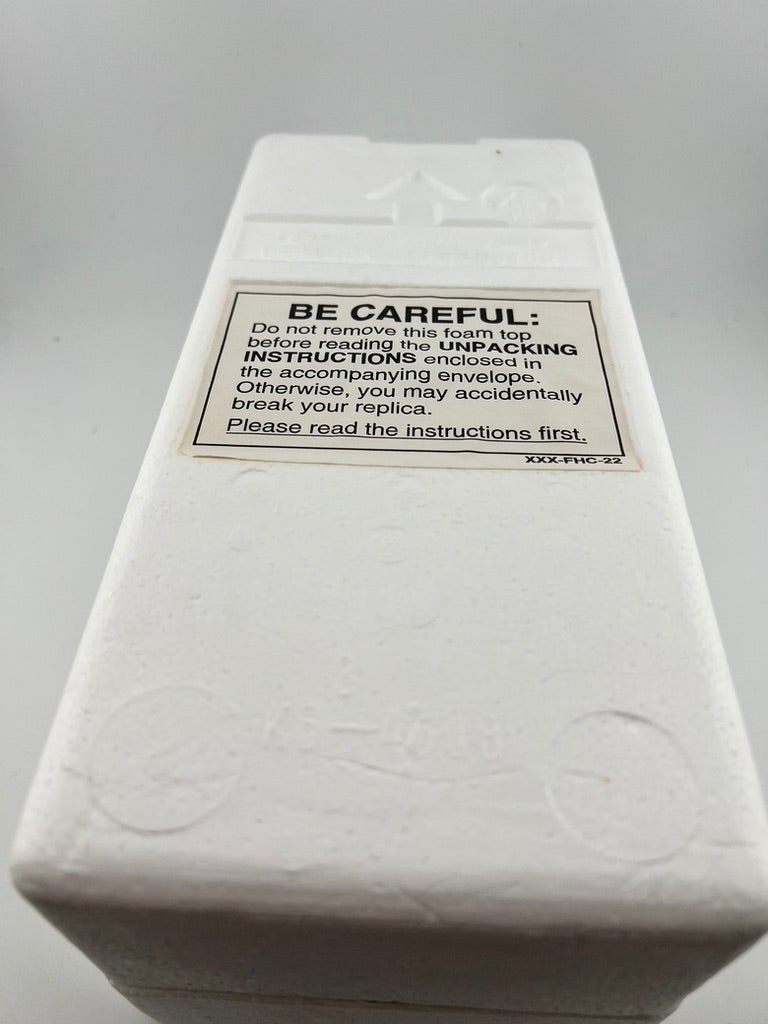 BE CAREFUL:
Do not remove this foam top
before reading the UNPACKING
INSTRUCTIONS enclosed in
the accompanying envelope.
Otherwise, you may accidentally
break your replica.
Please read the instructions first.
XXX-FHC-22